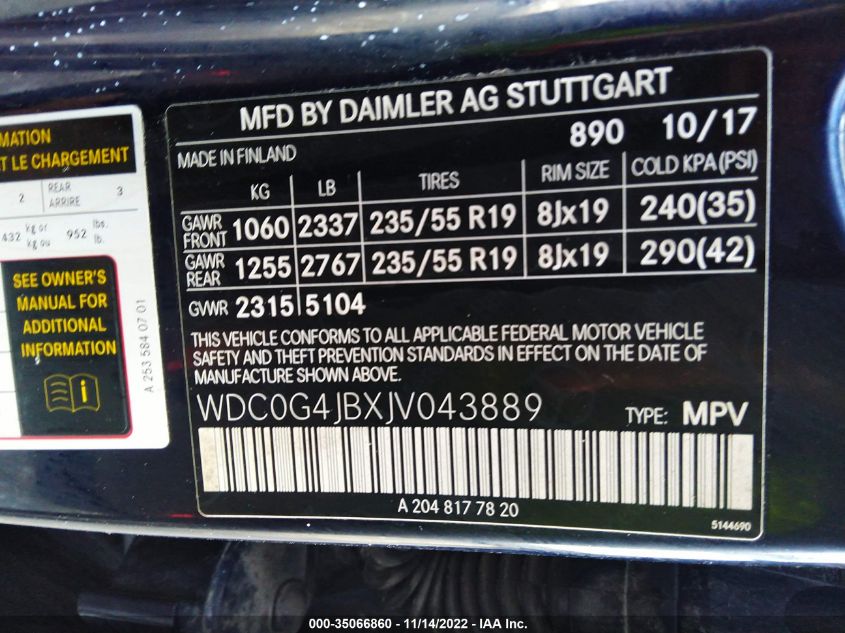 MATION
ET LE CHARGEMENT
2 REAR ARRIRE 3
432 kg or kg ou 952 lbs. lb.
SEE OWNER'S
MANUAL FOR
ADDITIONAL
INFORMATION
i
A 253 584 07 01
MFD BY DAIMLER AG STUTTGART
890 10/17
MADE IN FINLAND
KG LB TIRES RIM SIZE COLD KPA (PSI)
GAWR FRONT 1060 2337 235/55 R19 8Jx19 240(35)
GAWR REAR 1255 2767 235/55 R19 8Jx19 290(42)
GVWR 2315 5104
THIS VEHICLE CONFORMS TO ALL APPLICABLE FEDERAL MOTOR VEHICLE
SAFETY AND THEFT PREVENTION STANDARDS IN EFFECT ON THE DATE OF
MANUFACTURE SHOWN ABOVE.
WDC0G4JBXJV043889 TYPE: MPV
A 204 817 78 20
5144690
000-35066860 - 11/14/2022 - IAA Inc.